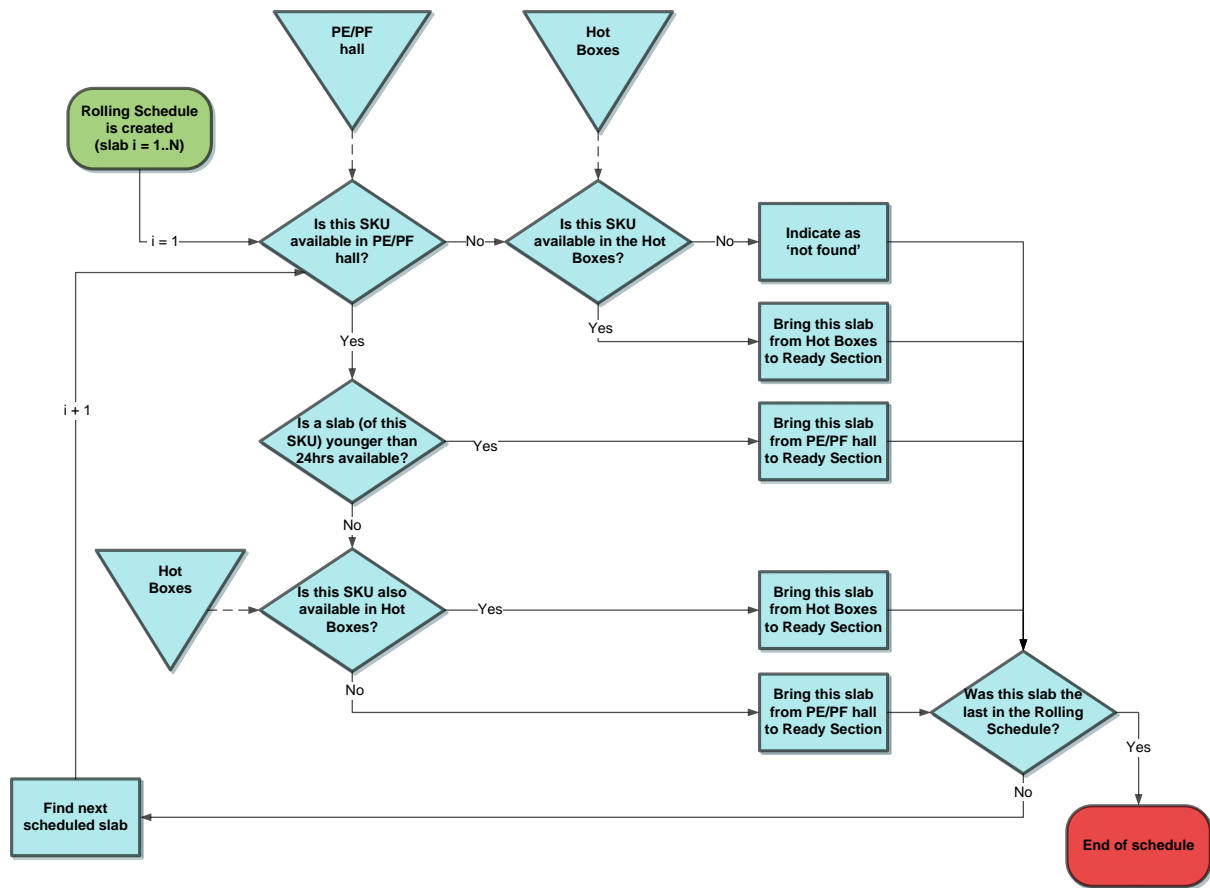 PE/PF
hall
Hot
Boxes
Rolling Schedule
is created
(slab i = 1..N)
i = 1
Is this SKU
available in PE/PF
hall?
No
Is this SKU
available in the Hot
Boxes?
No
Indicate as
‘not found’
Yes
Yes
Bring this slab
from Hot Boxes
to Ready Section
i + 1
Is a slab (of this
SKU) younger than
24hrs available?
Yes
Bring this slab
from PE/PF hall
to Ready Section
No
Hot
Boxes
Is this SKU also
available in Hot
Boxes?
Yes
Bring this slab
from Hot Boxes
to Ready Section
No
Bring this slab
from PE/PF hall
to Ready Section
Was this slab the
last in the Rolling
Schedule?
Yes
No
Find next
scheduled slab
End of schedule